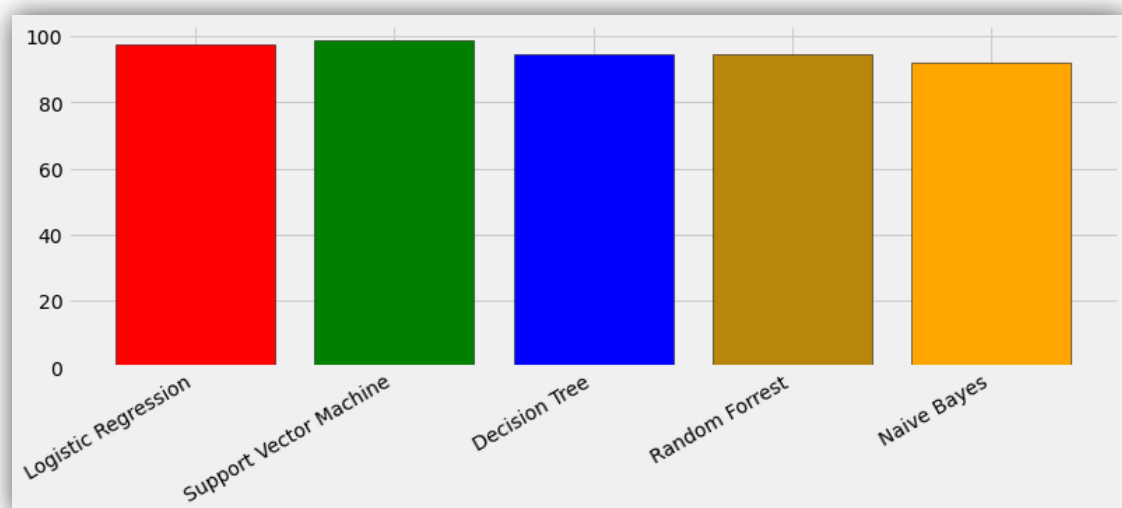 100
80
60
40
20
0
Logistic Regression
Support Vector Machine
Decision Tree
Random Forrest
Naive Bayes